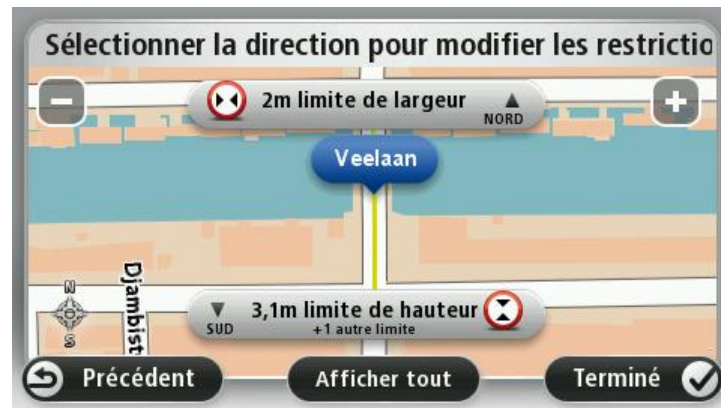 Sélectionner la direction pour modifier les restrictio
2m limite de largeur
NORD
Veelaan
Djambist
N
S
3,1m limite de hauteur
SUD
+1 autre limite
Précédent
Afficher tout
Terminé